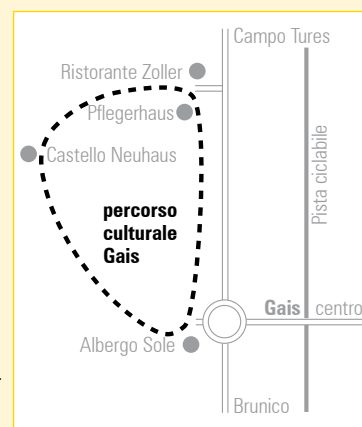 Campo Tures
Ristorante Zoller
Pflegerhaus
Castello Neuhaus
Pista ciclabile
percorso
culturale
Gais
Gais centro
Albergo Sole
Brunico